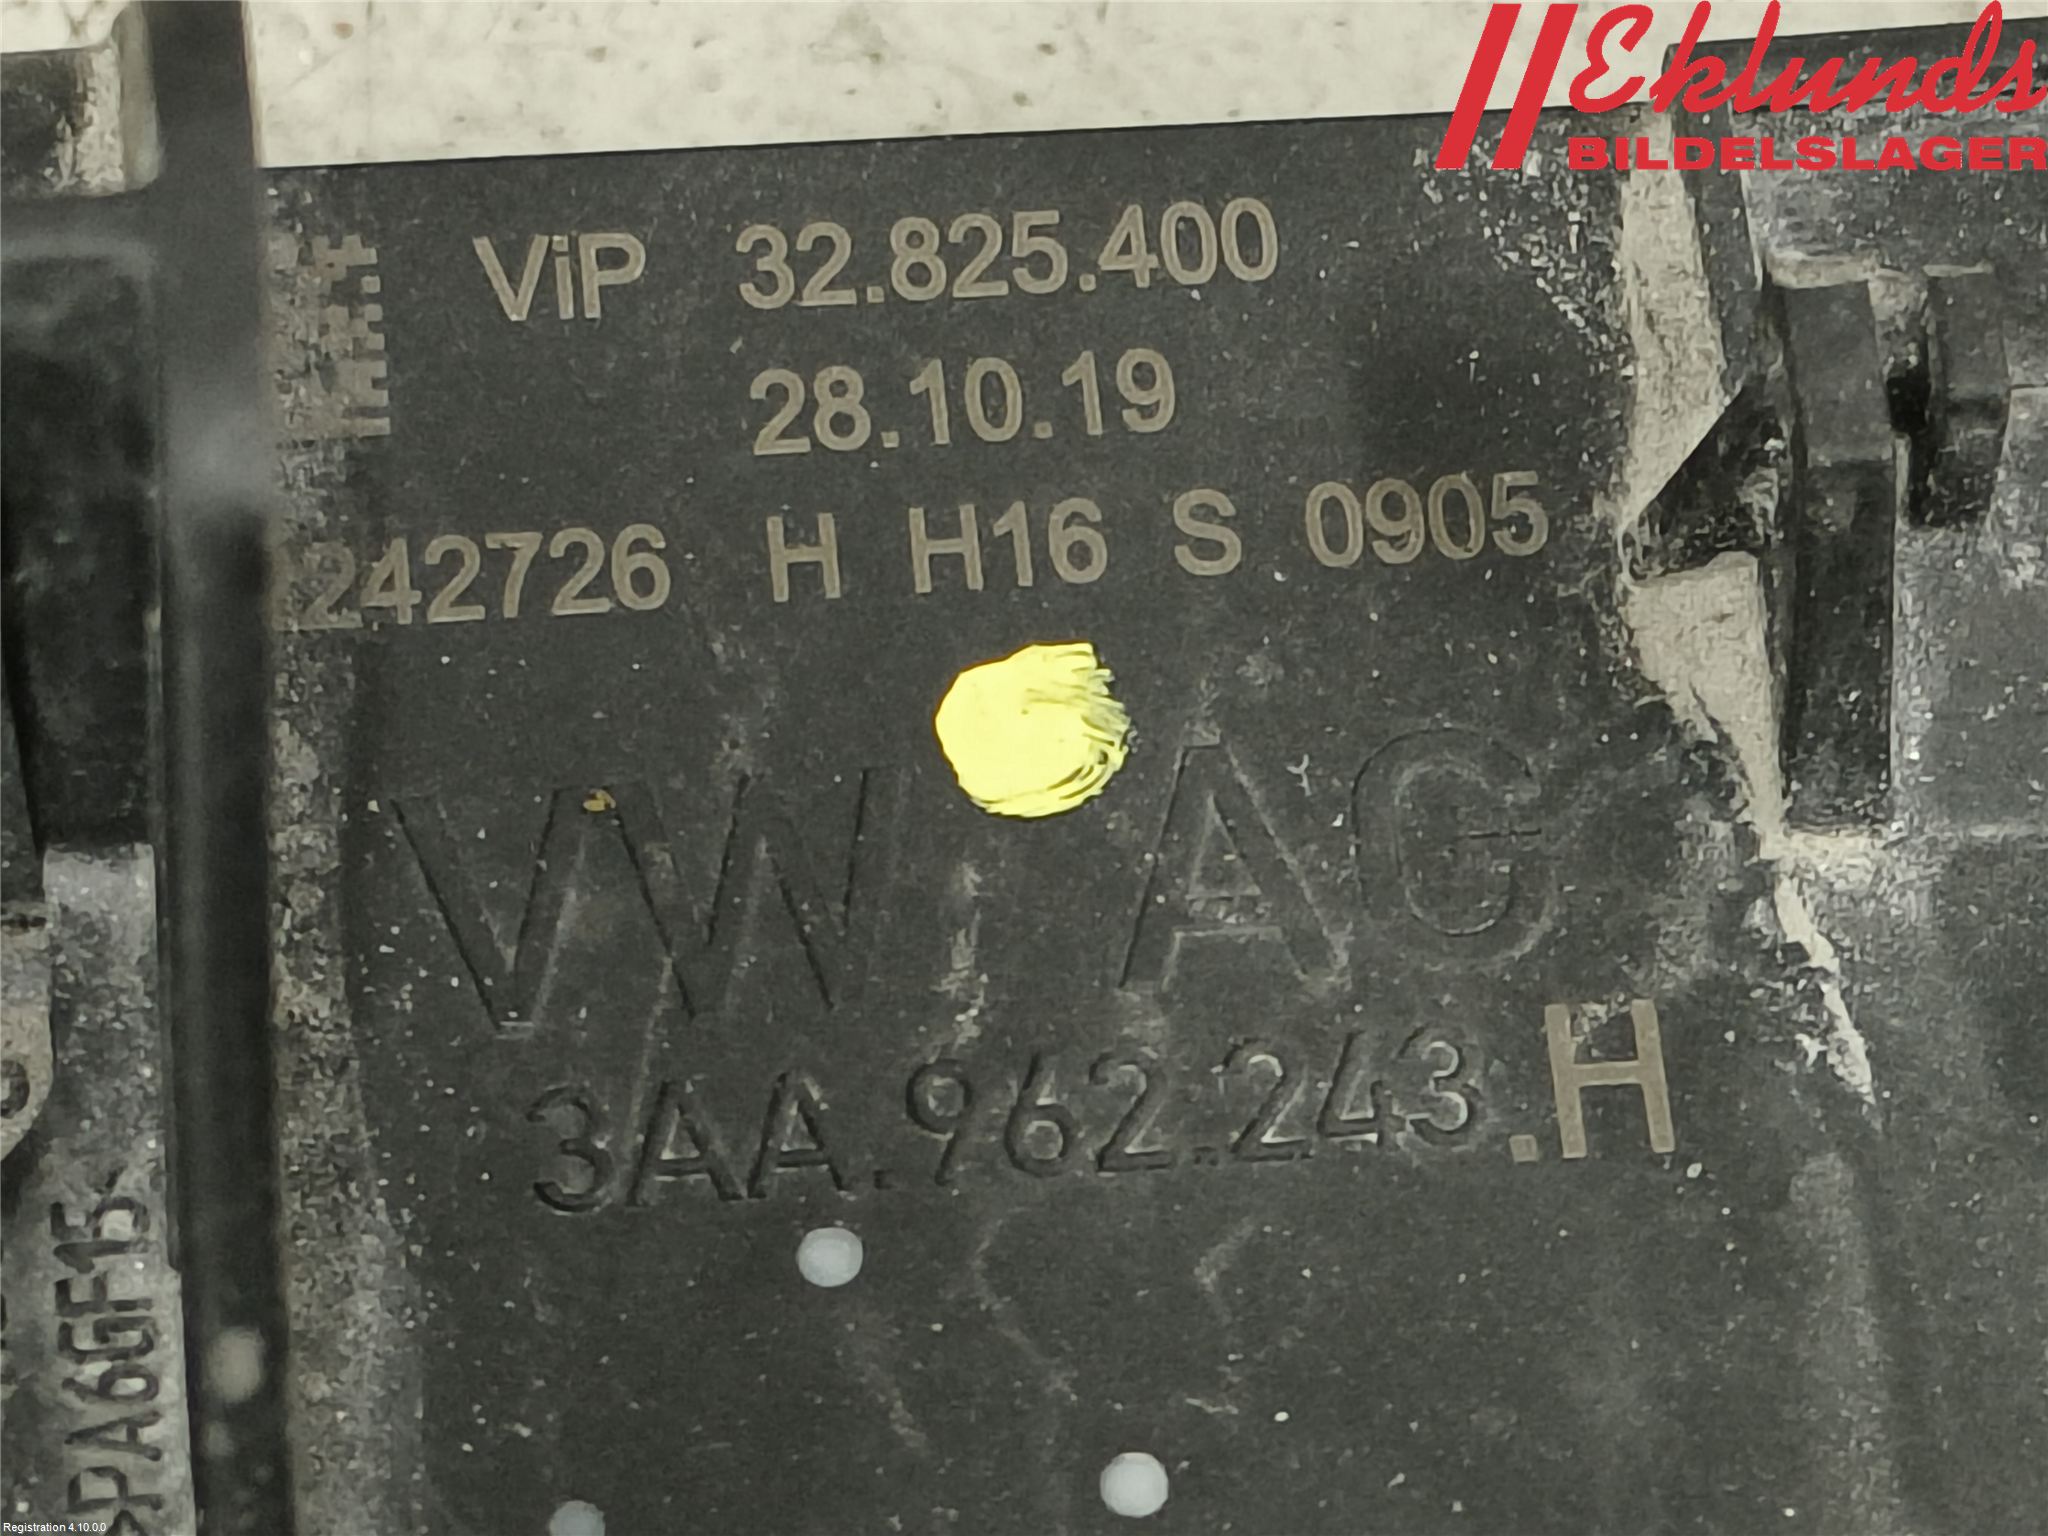 Eklunds
BILDELSLAGER
ViP 32.825.400
28.10.19
242726 H H16 S 0905
VW AG
3AA.962.243.H
>PA6GF15
Registration 4.10.0.0